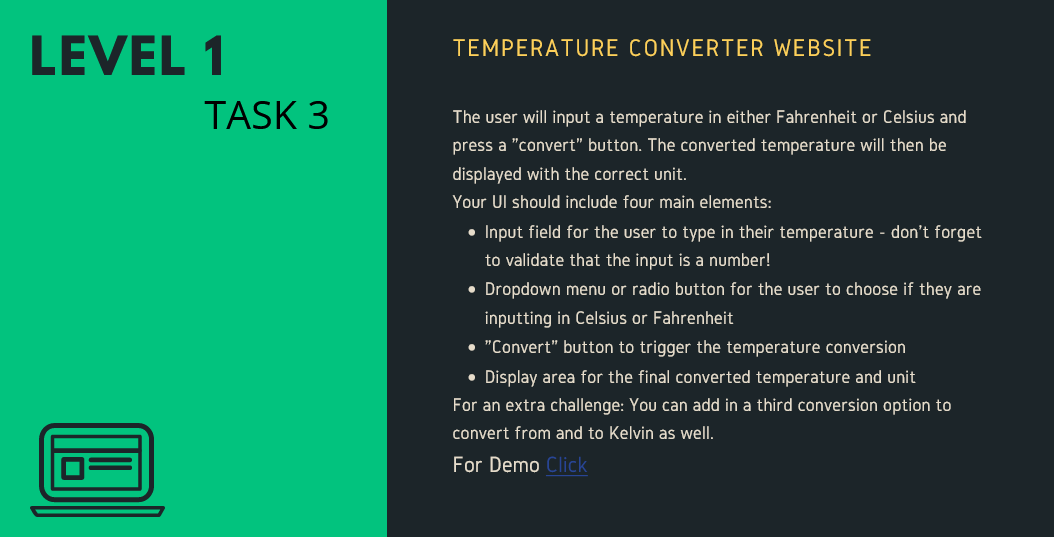 LEVEL 1
TASK 3
TEMPERATURE CONVERTER WEBSITE
The user will input a temperature in either Fahrenheit or Celsius and
press a "convert" button. The converted temperature will then be
displayed with the correct unit.
Your UI should include four main elements:
• Input field for the user to type in their temperature - don't forget
to validate that the input is a number!
• Dropdown menu or radio button for the user to choose if they are
inputting in Celsius or Fahrenheit
• "Convert" button to trigger the temperature conversion
• Display area for the final converted temperature and unit
For an extra challenge: You can add in a third conversion option to
convert from and to Kelvin as well.
For Demo Click